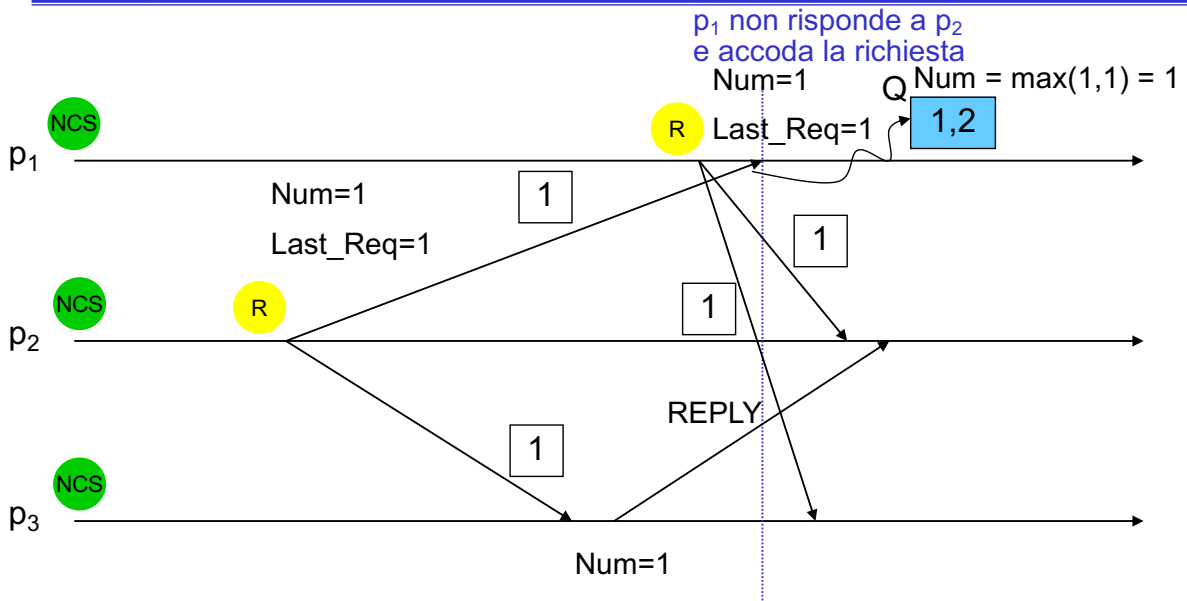 p₁ non risponde a p₂
e accoda la richiesta
Num=1
Q
Num = max(1,1) = 1
NCS
R
Last_Req=1
1,2
p₁
Num=1
1
Last_Req=1
1
NCS
R
1
p₂
REPLY
1
NCS
p₃
Num=1